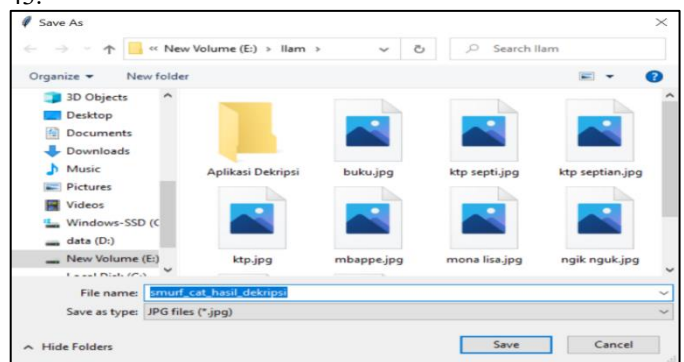 Save As
« New Volume (E:) > Ilam >
Search Ilam
Organize
New folder
3D Objects
Desktop
Documents
Downloads
Music
Pictures
Videos
Windows-SSD (C
data (D:)
New Volume (E:)
Aplikasi Dekripsi
buku.jpg
ktp septi.jpg
ktp septian.jpg
ktp.jpg
mbappe.jpg
mona lisa.jpg
ngik nguk.jpg
File name: smurf_cat_hasil_dekripsi
Save as type: JPG files (*.jpg)
Hide Folders
Save
Cancel